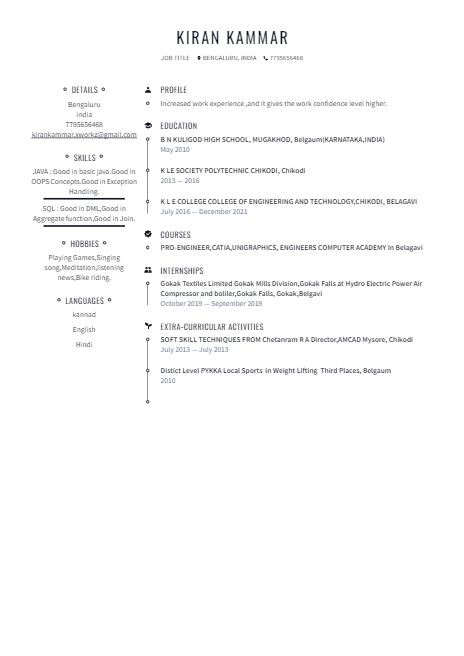 KIRAN KAMMAR
JOB TITLE BENGALURU, INDIA 7795656468
DETAILS
Bengaluru
india
7795656468
kirankammar.xworkz@gmail.com
SKILLS
JAVA : Good in basic java.Good in
OOPS Concepts.Good in Exception
Handling.
SQL : Good in DML,Good in
Aggregate function,Good in Join.
HOBBIES
Playing Games,Singing
song,Meditation,listening
news,Bike riding.
LANGUAGES
kannad
English
Hindi
PROFILE
Increased work experience ,and it gives the work confidence level higher.
EDUCATION
B N KULIGOD HIGH SCHOOL, MUGAKHOD, Belgaum(KARNATAKA,INDIA)
May 2010
K LE SOCIETY POLYTECHNIC CHIKODI, Chikodi
2013 — 2016
K L E COLLEGE COLLEGE OF ENGINEERING AND TECHNOLOGY,CHIKODI, BELGAUM
July 2016 — December 2021
COURSES
PRO-ENGINEER,CATIA,UNIGRAPHICS, ENGINEERS COMPUTER ACADEMY In Belagavi
INTERNSHIPS
Gokak Textiles Limited Gokak Mills Division,Gokak Falls at Hydro Electric Power Air
Compressor and boliler,Gokak Falls, Gokak,Belgavi
October 2019 — September 2019
EXTRA-CURRICULAR ACTIVITIES
SOFT SKILL TECHNIQUES FROM Chetanram R A Director,AMCAD Mysore, Chikodi
July 2013 — July 2013
Distict Level PYKKA Local Sports in Weight Lifting Third Places, Belgaum
2010